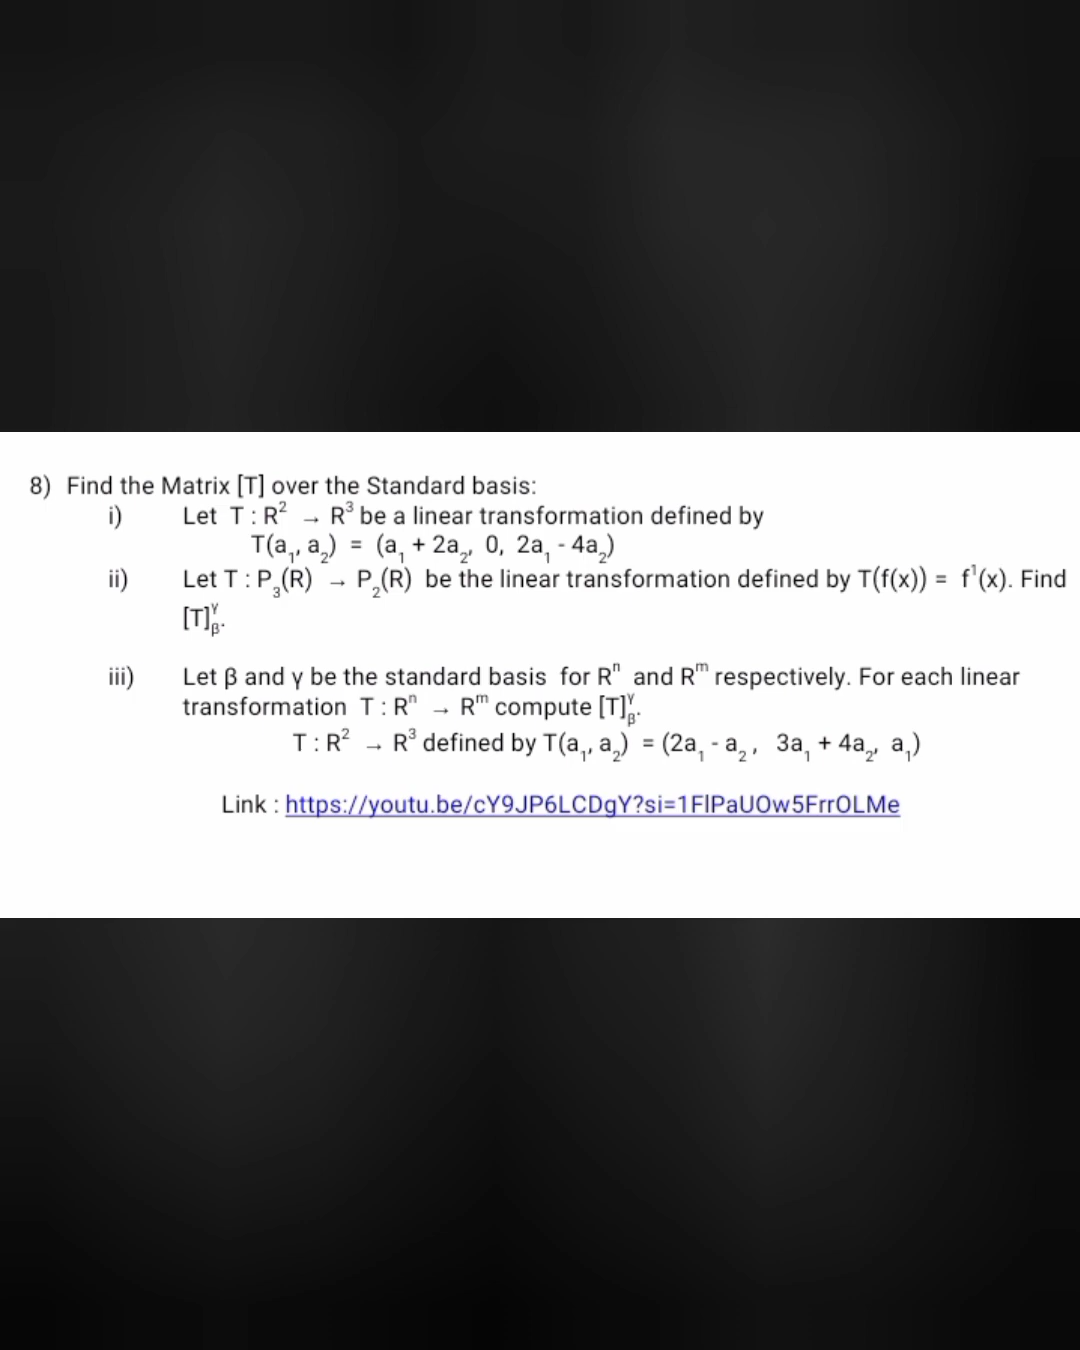 8) Find the Matrix [T] over the Standard basis:
i) Let T : R² → R³ be a linear transformation defined by
T(a₁, a₂) = (a₁ + 2a₂, 0, 2a₁ - 4a₂)
ii) Let T : P₃(R) → P₂(R) be the linear transformation defined by T(f(x)) = f¹(x). Find
[T]ᵞᵦ.
iii) Let β and γ be the standard basis for Rⁿ and Rᵐ respectively. For each linear
transformation T : Rⁿ → Rᵐ compute [T]ᵞᵦ.
T : R² → R³ defined by T(a₁, a₂) = (2a₁ - a₂ , 3a₁ + 4a₂, a₁)
Link : https://youtu.be/cY9JP6LCDgY?si=1FlPaUOw5FrrOLMe